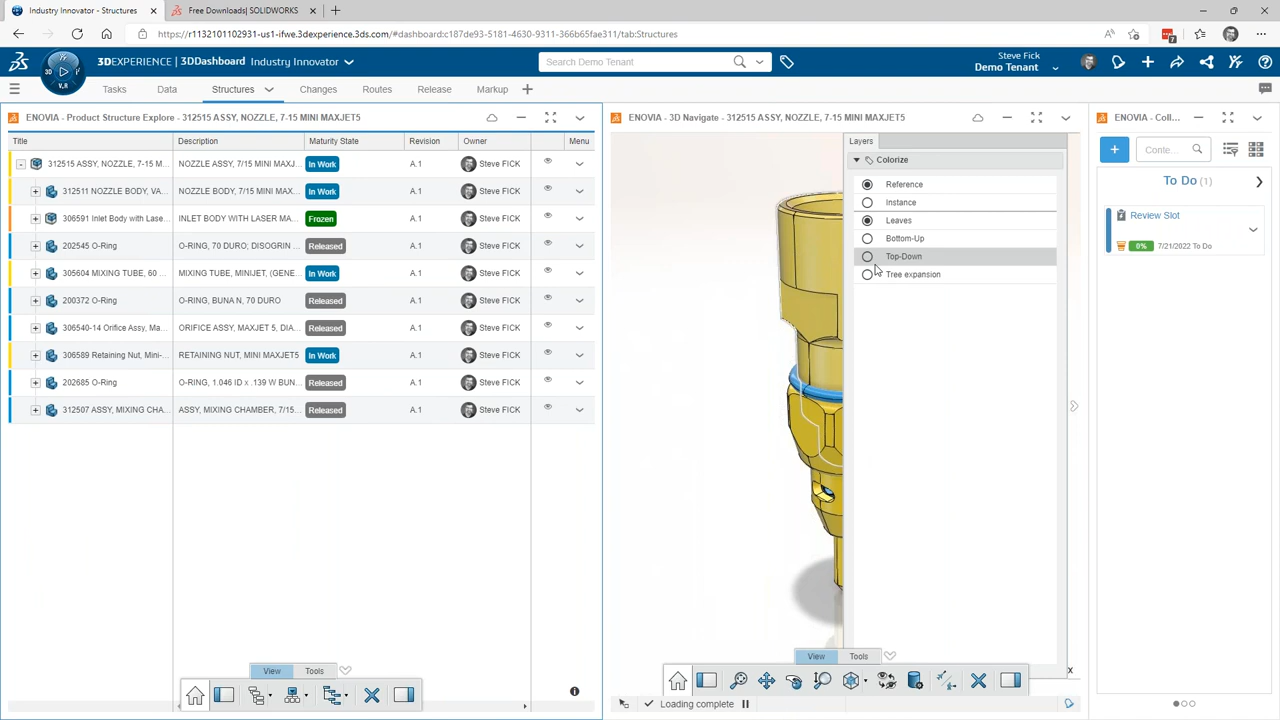 Industry Innovator - Structures
Free Downloads| SOLIDWORKS
https://r1132101102931-us1-ifwe.3dexperience.3ds.com/#dashboard:c187de93-5181-4630-9311-366b65fae311/tab:Structures
3DEXPERIENCE | 3DDashboard Industry Innovator
Search Demo Tenant
Steve Fick
Demo Tenant
3D
V,R
Tasks
Data
Structures
Changes
Routes
Release
Markup
ENOVIA - Product Structure Explore - 312515 ASSY, NOZZLE, 7-15 MINI MAXJET5
Title Description Maturity State Revision Owner Menu
312515 ASSY, NOZZLE, 7-15 M... NOZZLE ASSY, 7/15 MINI MAXJ... In Work A.1 Steve FICK
312511 NOZZLE BODY, VA... NOZZLE BODY, 7/15 MINI MAX... In Work A.1 Steve FICK
306591 Inlet Body with Lase... INLET BODY WITH LASER MA... Frozen A.1 Steve FICK
202545 O-Ring O-RING, 70 DURO; DISOGRIN ... Released A.1 Steve FICK
305604 MIXING TUBE, 60 ... MIXING TUBE, MINIJET, (GENE... In Work A.1 Steve FICK
200372 O-Ring O-RING, BUNA N, 70 DURO Released A.1 Steve FICK
306540-14 Orifice Assy, Ma... ORIFICE ASSY, MAXJET 5, DIA... Released A.1 Steve FICK
306589 Retaining Nut, Mini-... RETAINING NUT, MINI MAXJET5 In Work A.1 Steve FICK
202685 O-Ring O-RING, 1.046 ID x .139 W BUN... Released A.1 Steve FICK
312507 ASSY, MIXING CHA... ASSY, MIXING CHAMBER, 7/15... Released A.1 Steve FICK
View
Tools
ENOVIA - 3D Navigate - 312515 ASSY, NOZZLE, 7-15 MINI MAXJET5
Layers
Colorize
Reference
Instance
Leaves
Bottom-Up
Top-Down
Tree expansion
View
Tools
X
Loading complete
ENOVIA - Coll...
Conte...
To Do (1)
Review Slot
0% 7/21/2022 To Do